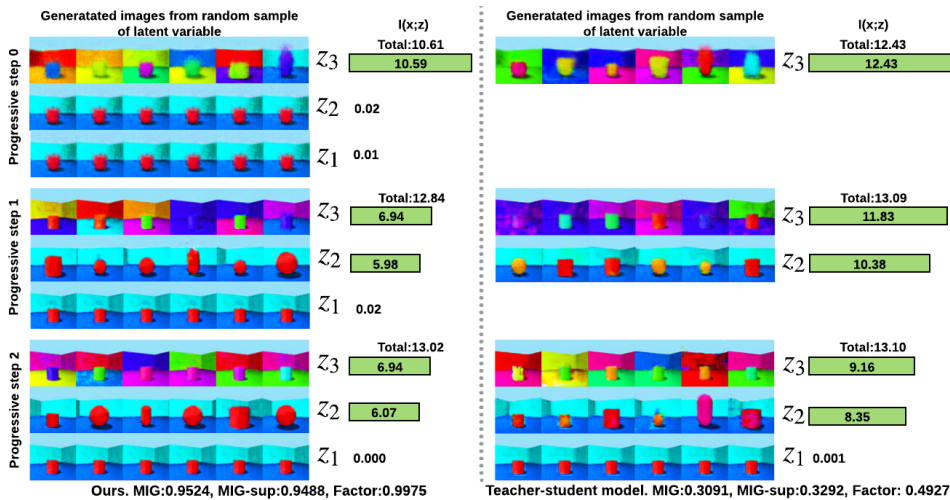 Generatated images from random sample
of latent variable
I(x;z)
Progressive step 0
Total:10.61
z3 10.59
z2 0.02
z1 0.01
Progressive step 1
Total:12.84
z3 6.94
z2 5.98
z1 0.02
Progressive step 2
Total:13.02
z3 6.94
z2 6.07
z1 0.000
Ours. MIG:0.9524, MIG-sup:0.9488, Factor:0.9975
Generatated images from random sample
of latent variable
I(x;z)
Total:12.43
z3 12.43
Total:13.09
z3 11.83
z2 10.38
Total:13.10
z3 9.16
z2 8.35
z1 0.001
Teacher-student model. MIG:0.3091, MIG-sup:0.3292, Factor:0.4927